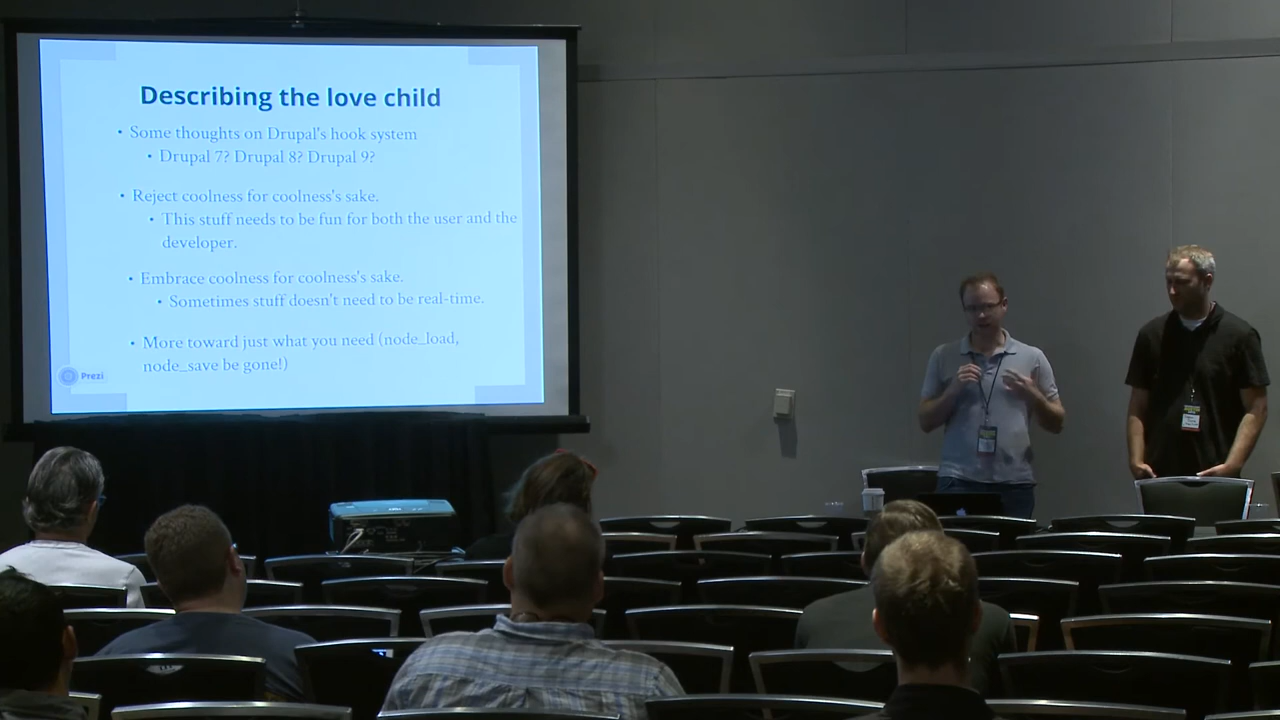 Describing the love child
• Some thoughts on Drupal's hook system
• Drupal 7? Drupal 8? Drupal 9?
• Reject coolness for coolness's sake.
• This stuff needs to be fun for both the user and the
developer.
• Embrace coolness for coolness's sake.
• Sometimes stuff doesn't need to be real-time.
• More toward just what you need (node_load,
node_save be gone!)
Prezi